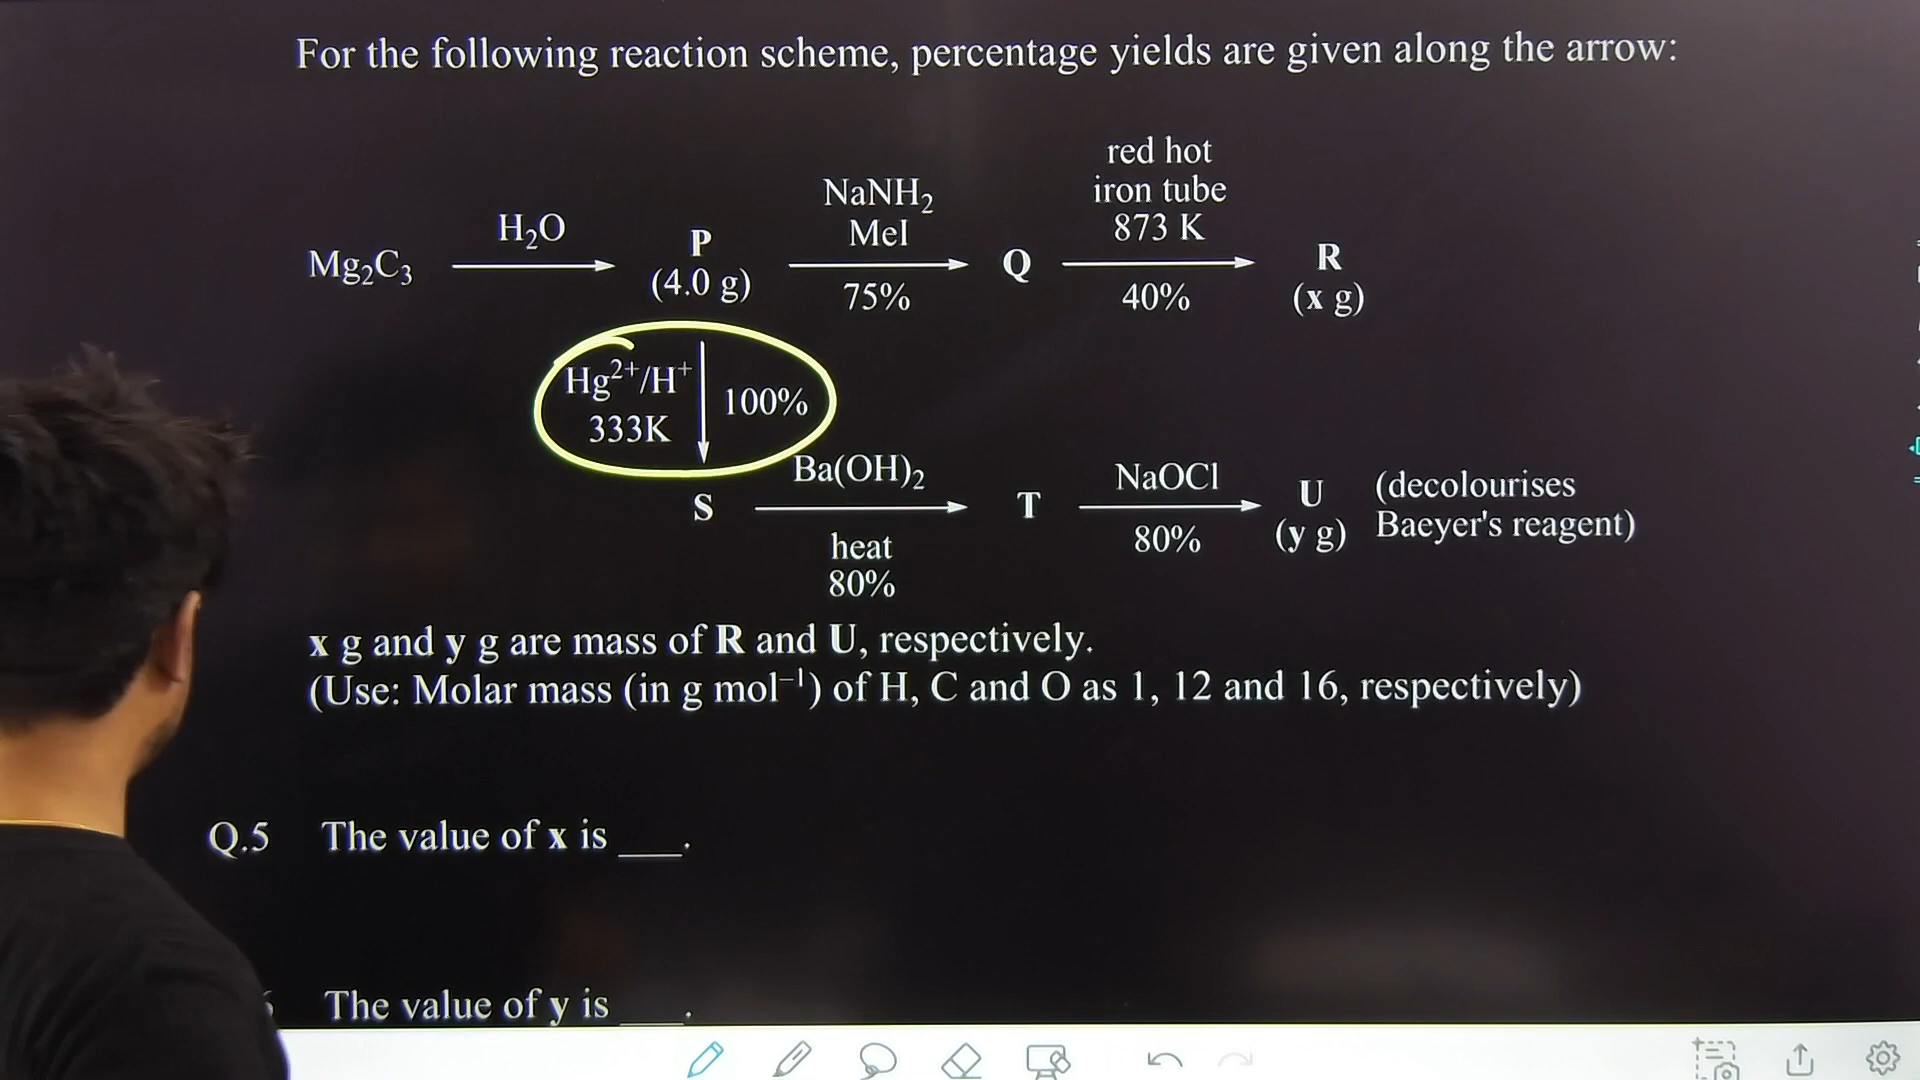 For the following reaction scheme, percentage yields are given along the arrow:
red hot
iron tube
873 K
NaNH₂
MeI
H₂O
Mg₂C₃ P Q R
(4.0 g) 75% 40% (x g)
Hg²⁺/H⁺ 100%
333K
Ba(OH)₂ NaOCl
S T U (decolourises
(y g) Baeyer's reagent)
heat 80%
80%
x g and y g are mass of R and U, respectively.
(Use: Molar mass (in g mol⁻¹) of H, C and O as 1, 12 and 16, respectively)
Q.5 The value of x is ___.
The value of y is ___.